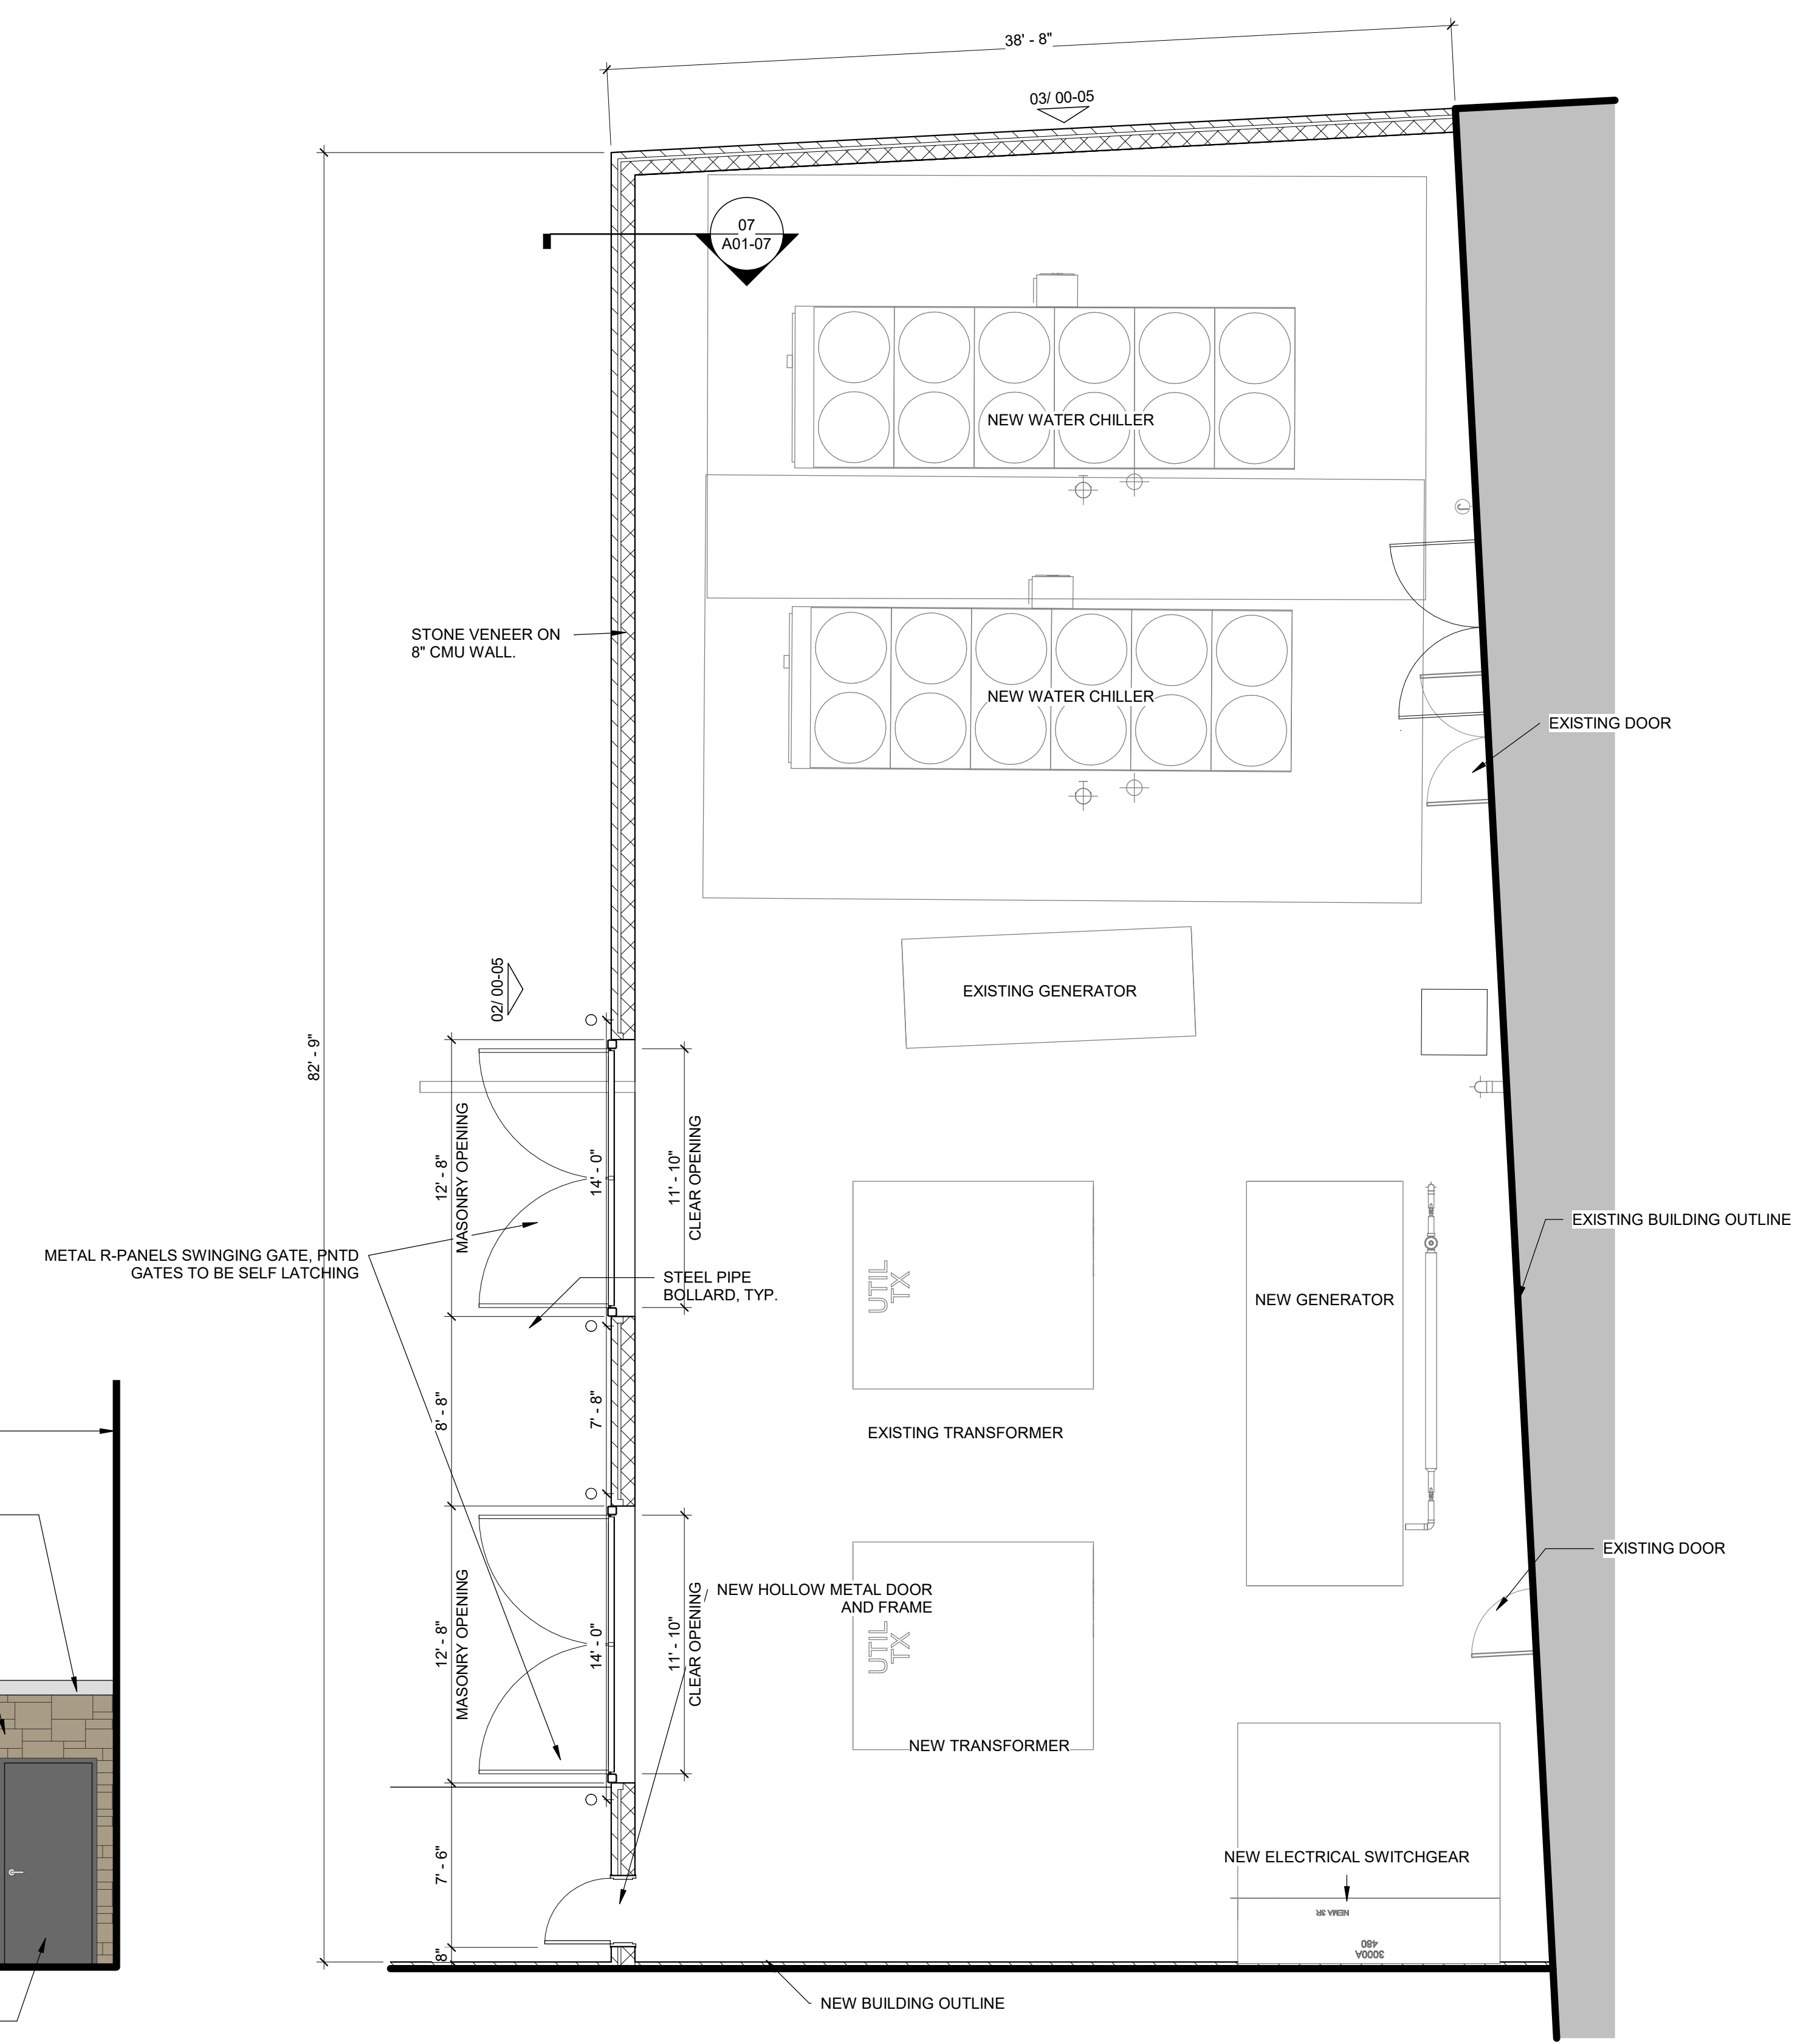 38' - 8"
03/ 00-05
07
A01-07
NEW WATER CHILLER
J
STONE VENEER ON
8" CMU WALL.
NEW WATER CHILLER
EXISTING DOOR
02/ 00-05
EXISTING GENERATOR
82' - 9"
12' - 8"
MASONRY OPENING
14' - 0"
11' - 10"
CLEAR OPENING
METAL R-PANELS SWINGING GATE, PNTD
GATES TO BE SELF LATCHING
STEEL PIPE
BOLLARD, TYP.
UTIL
TX
NEW GENERATOR
EXISTING BUILDING OUTLINE
8' - 8"
7' - 8"
EXISTING TRANSFORMER
EXISTING DOOR
12' - 8"
MASONRY OPENING
14' - 0"
11' - 10"
CLEAR OPENING
NEW HOLLOW METAL DOOR
AND FRAME
UTIL
TX
NEW TRANSFORMER
7' - 6"
NEW ELECTRICAL SWITCHGEAR
NEMA 3R
3000A
480
8"
NEW BUILDING OUTLINE